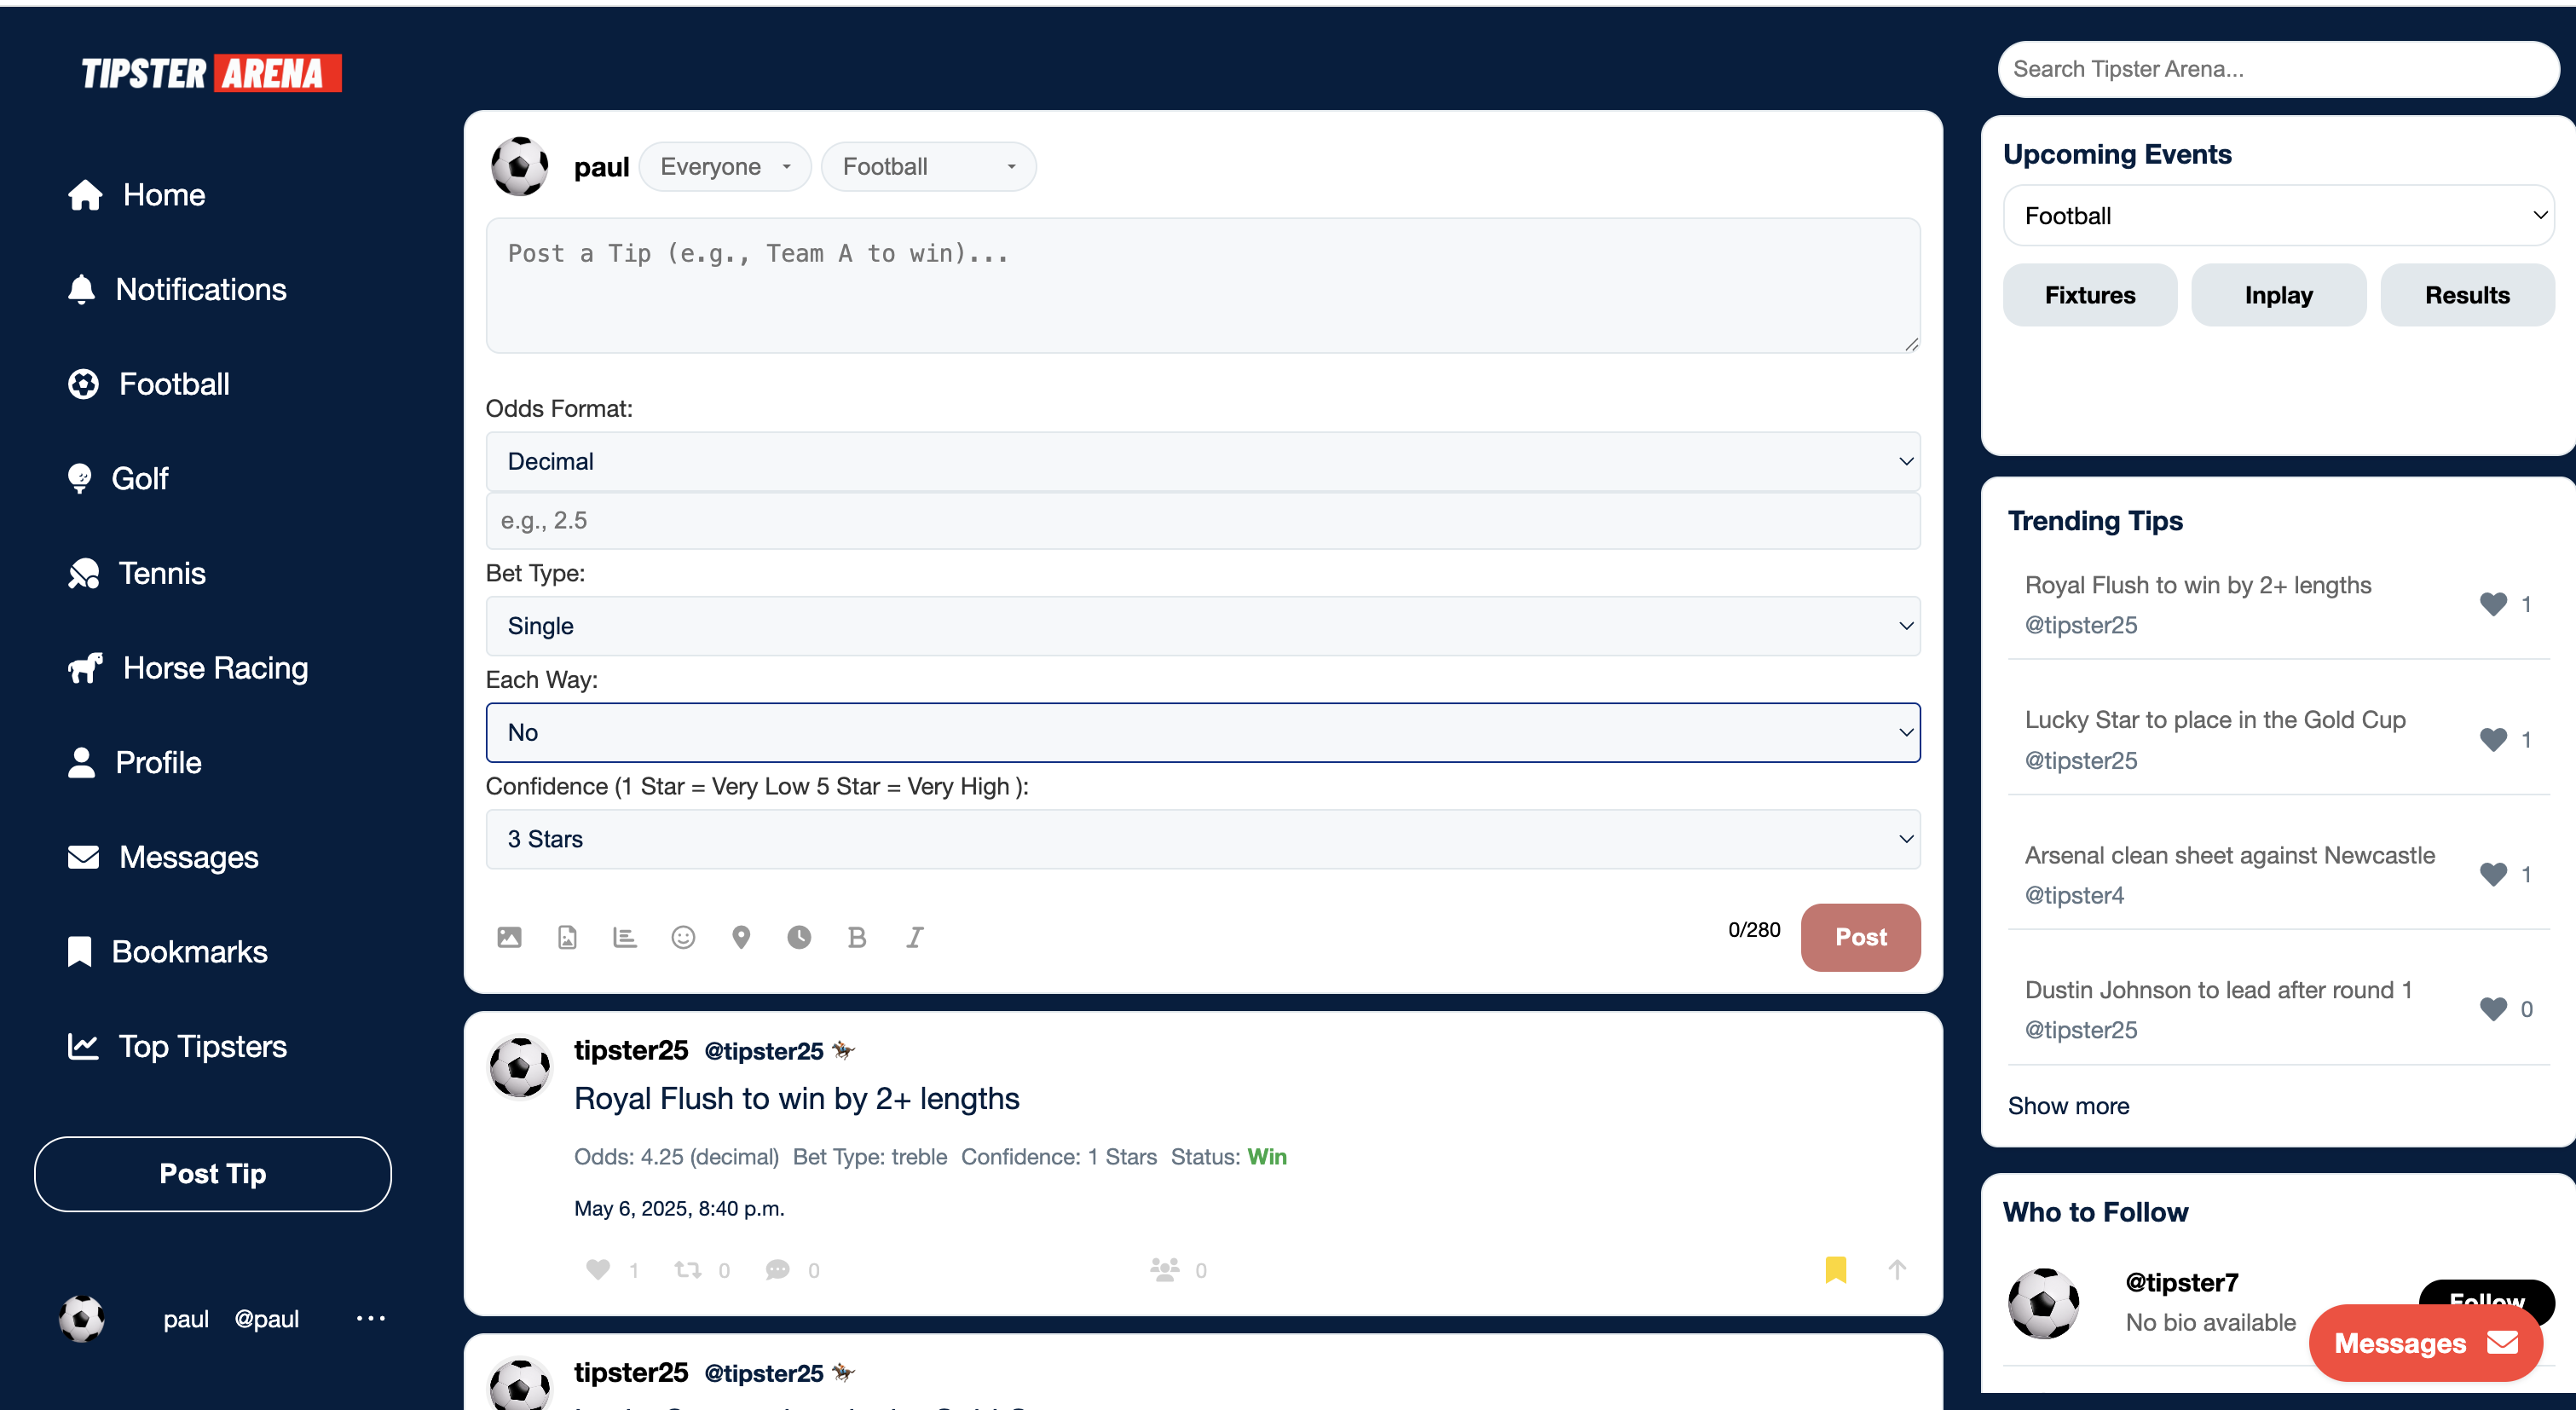 TIPSTER ARENA
Home
Notifications
Football
Golf
Tennis
Horse Racing
Profile
Messages
Bookmarks
Top Tipsters
Post Tip
paul @paul ...
paul Everyone Football
Post a Tip (e.g., Team A to win)...
Odds Format:
Decimal
e.g., 2.5
Bet Type:
Single
Each Way:
No
Confidence (1 Star = Very Low 5 Star = Very High ):
3 Stars
B I
0/280 Post
tipster25 @tipster25
Royal Flush to win by 2+ lengths
Odds: 4.25 (decimal) Bet Type: treble Confidence: 1 Stars Status: Win
May 6, 2025, 8:40 p.m.
1 0 0 0
tipster25 @tipster25
Search Tipster Arena...
Upcoming Events
Football
Fixtures Inplay Results
Trending Tips
Royal Flush to win by 2+ lengths
@tipster25
1
Lucky Star to place in the Gold Cup
@tipster25
1
Arsenal clean sheet against Newcastle
@tipster4
1
Dustin Johnson to lead after round 1
@tipster25
0
Show more
Who to Follow
@tipster7
No bio available
Follow
Messages